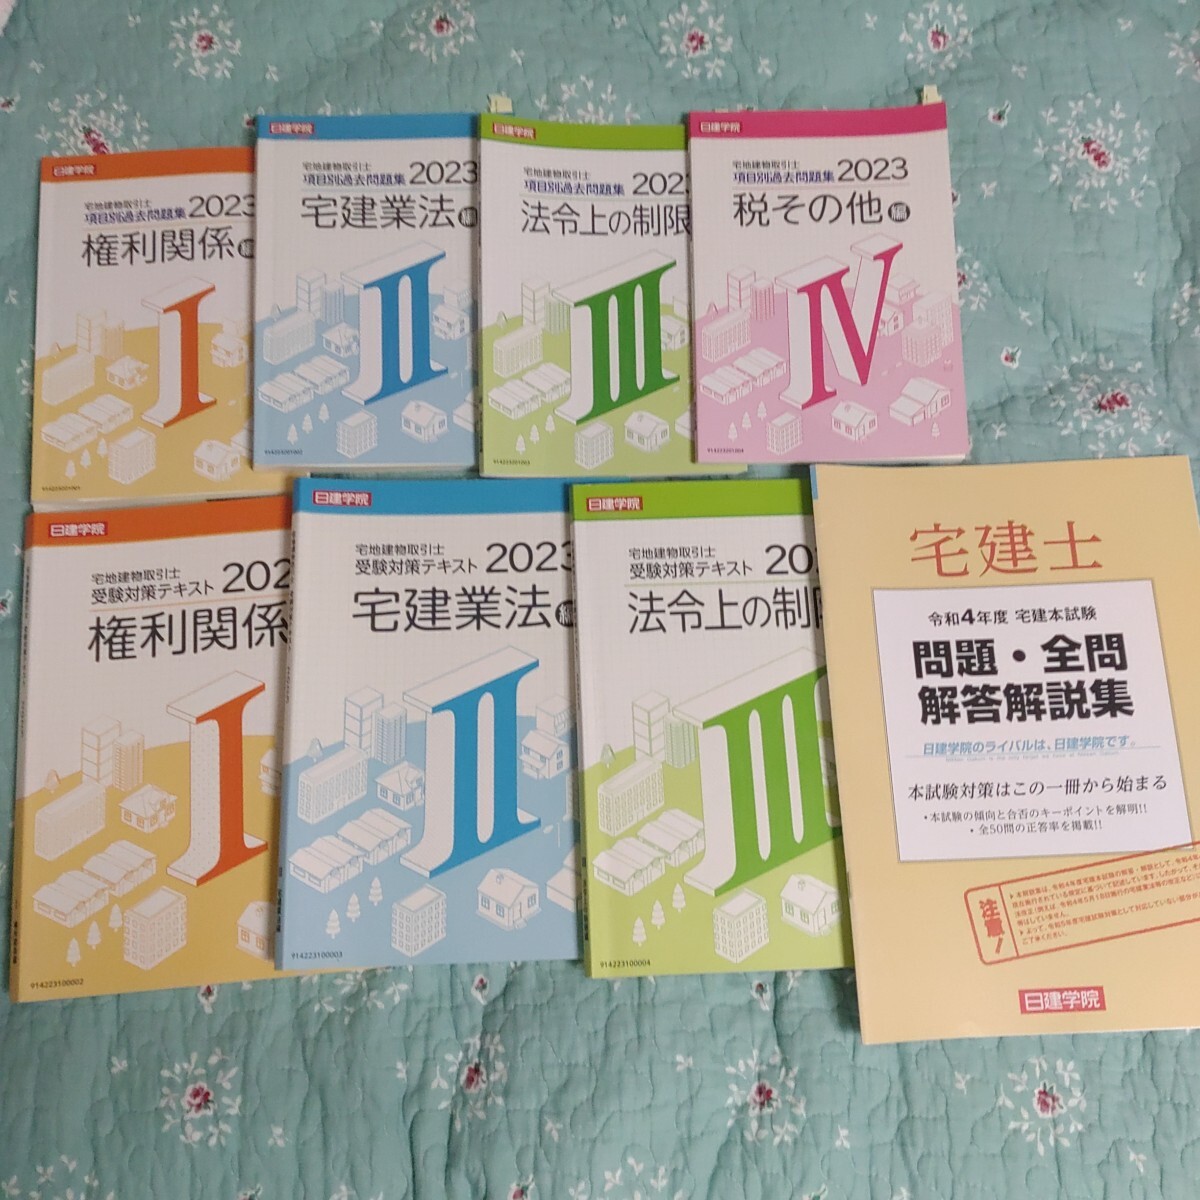 日建学院
宅地建物取引士
項目別過去問題集 2023
権利関係
I
914223201001
日建学院
宅地建物取引士
項目別過去問題集 2023
宅建業法編
II
914223201002
日建学院
宅地建物取引士
項目別過去問題集 202
法令上の制限
III
914223201003
日建学院
宅地建物取引士
項目別過去問題集 2023
税その他編
IV
914223201004
日建学院
宅地建物取引士
受験対策テキスト 202
権利関係
I
914223100002
日建学院
宅地建物取引士
受験対策テキスト 2023
宅建業法編
II
914223100003
日建学院
宅地建物取引士
受験対策テキスト 20
法令上の制限
III
914223100004
宅建士
令和4年度 宅建本試験
問題・全問
解答解説集
日建学院のライバルは、日建学院です。
本試験対策はこの一冊から始まる
・本試験の傾向と合否のキーポイントを解明!!
・全50問の正答率を掲載!!
注意!
日建学院